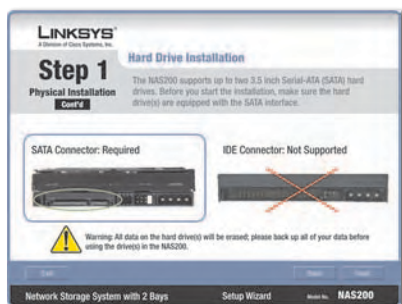 LINKSYS®
A Division of Cisco Systems, Inc.
Step 1
Physical Installation
Cont'd
Hard Drive Installation
The NAS200 supports up to two 3.5 inch Serial-ATA (SATA) hard
drives. Before you start the installation, make sure the hard
drive(s) are equipped with the SATA interface.
SATA Connector: Required
IDE Connector: Not Supported
Warning: All data on the hard drive(s) will be erased; please back up all of your data before
using the drive(s) in the NAS200.
Exit
Network Storage System with 2 Bays
Setup Wizard
Model No.
NAS200